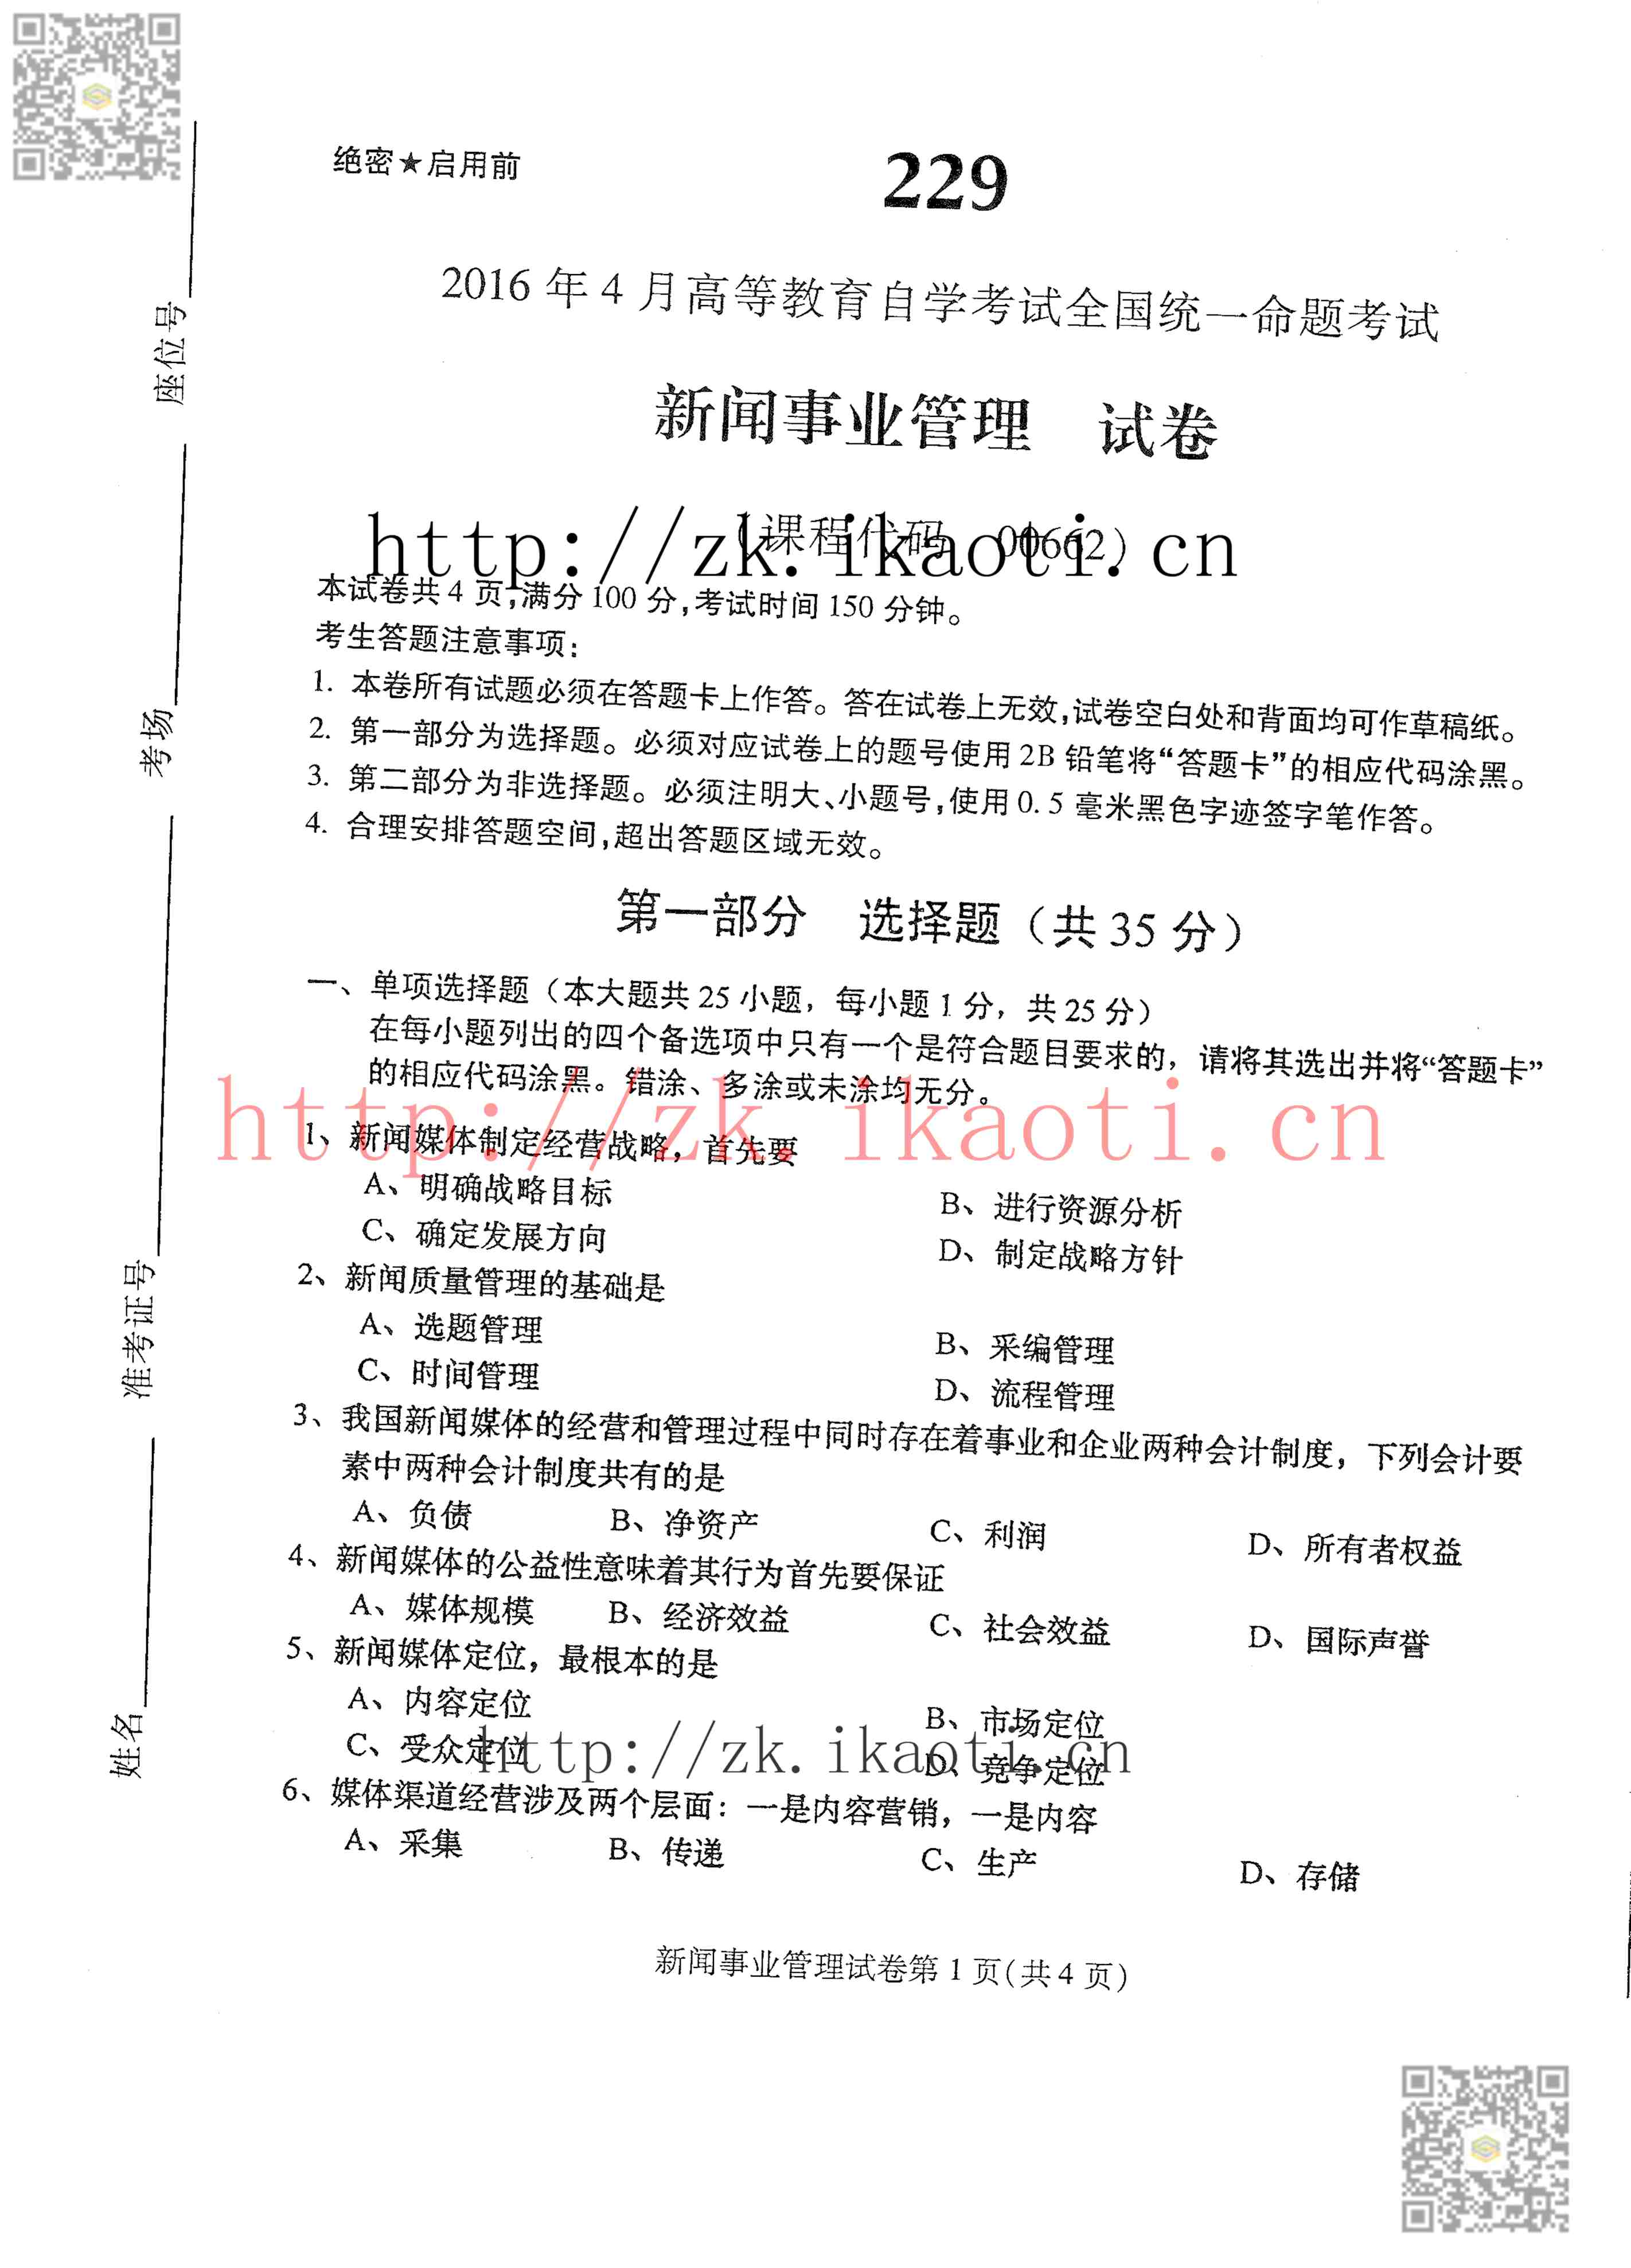 绝密★启用前
229
2016 年 4 月高等教育自学考试全国统一命题考试
新闻事业管理 试卷
(课程代码 00662)
http://zk.ikaoti.cn
本试卷共 4 页,满分 100 分,考试时间 150 分钟。
考生答题注意事项:
1. 本卷所有试题必须在答题卡上作答。答在试卷上无效,试卷空白处和背面均可作草稿纸。
2. 第一部分为选择题。必须对应试卷上的题号使用 2B 铅笔将“答题卡”的相应代码涂黑。
3. 第二部分为非选择题。必须注明大、小题号,使用 0.5 毫米黑色字迹签字笔作答。
4. 合理安排答题空间,超出答题区域无效。
第一部分 选择题（共 35 分）
一、单项选择题（本大题共 25 小题，每小题 1 分，共 25 分）
在每小题列出的四个备选项中只有一个是符合题目要求的，请将其选出并将“答题卡”
的相应代码涂黑。错涂、多涂或未涂均无分。
http://zk.ikaoti.cn
1、新闻媒体制定经营战略，首先要
A、明确战略目标 B、进行资源分析
C、确定发展方向 D、制定战略方针
2、新闻质量管理的基础是
A、选题管理 B、采编管理
C、时间管理 D、流程管理
3、我国新闻媒体的经营和管理过程中同时存在着事业和企业两种会计制度，下列会计要
素中两种会计制度共有的是
A、负债 B、净资产 C、利润 D、所有者权益
4、新闻媒体的公益性意味着其行为首先要保证
A、媒体规模 B、经济效益 C、社会效益 D、国际声誉
5、新闻媒体定位，最根本的是
A、内容定位 B、市场定位
C、受众定位 D、竞争定位
http://zk.ikaoti.cn
6、媒体渠道经营涉及两个层面：一是内容营销，一是内容
A、采集 B、传递 C、生产 D、存储
新闻事业管理试卷第 1 页(共 4 页)
姓名 准考证号 考场 座位号